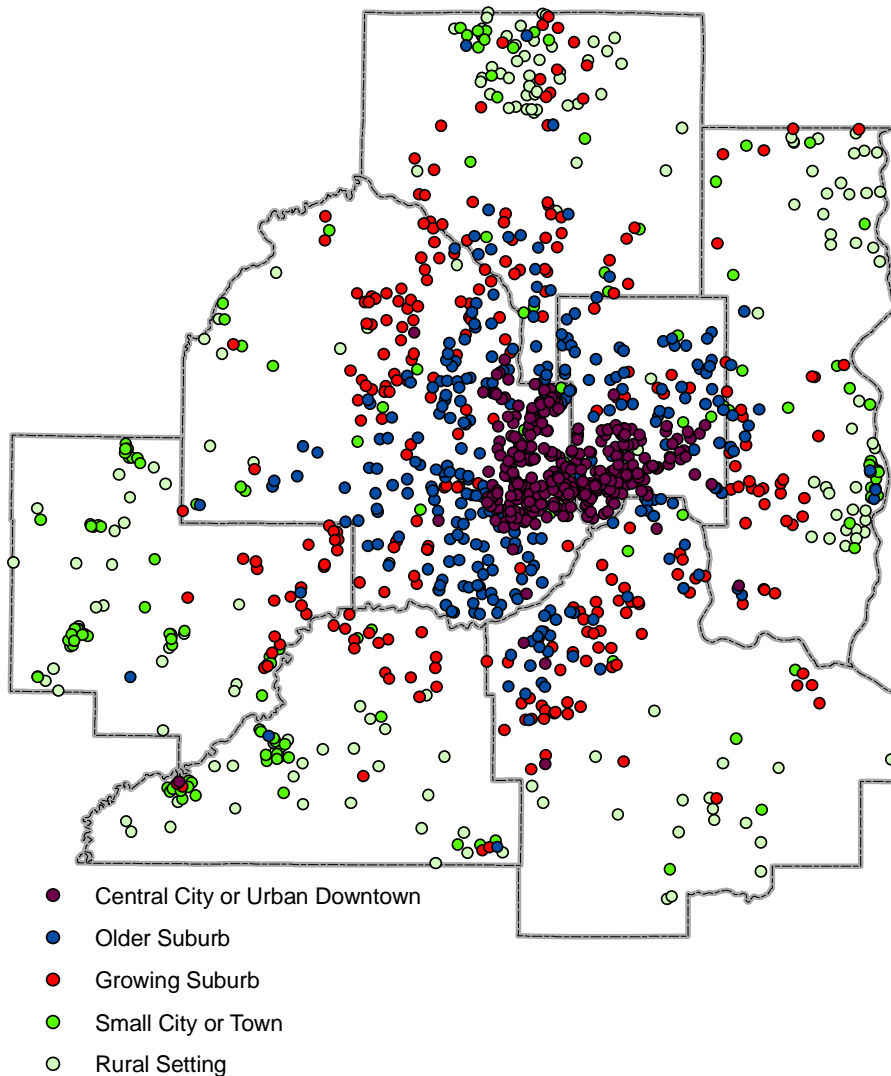 Central City or Urban Downtown
Older Suburb
Growing Suburb
Small City or Town
Rural Setting